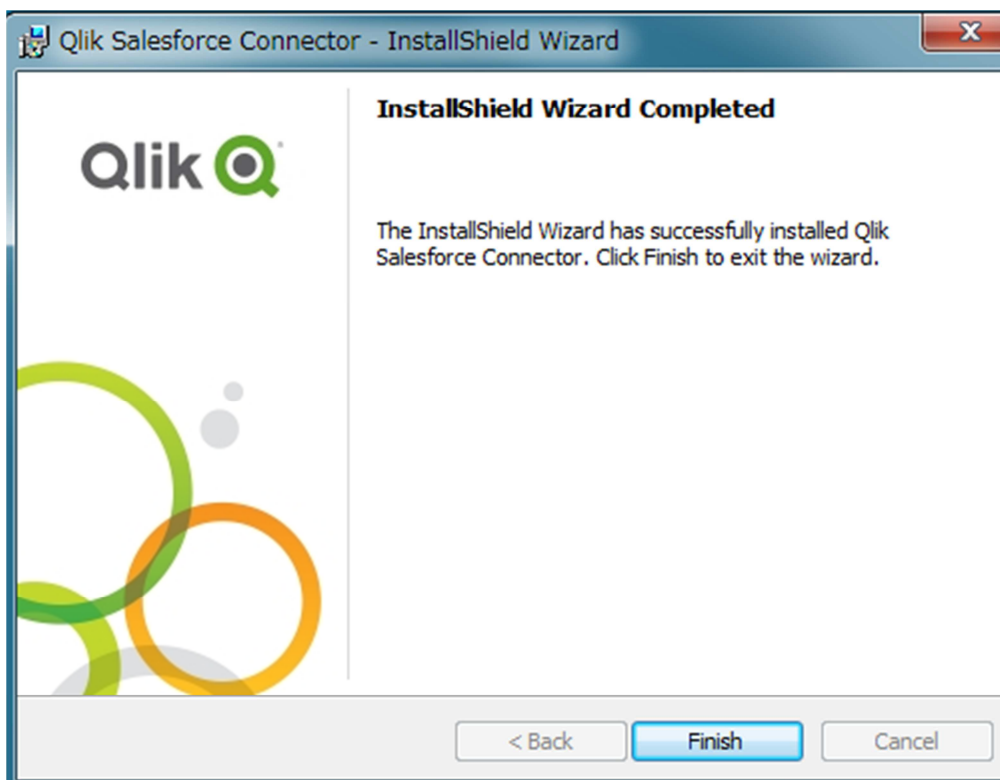 Qlik Salesforce Connector - InstallShield Wizard
Qlik
InstallShield Wizard Completed
The InstallShield Wizard has successfully installed Qlik
Salesforce Connector. Click Finish to exit the wizard.
< Back
Finish
Cancel